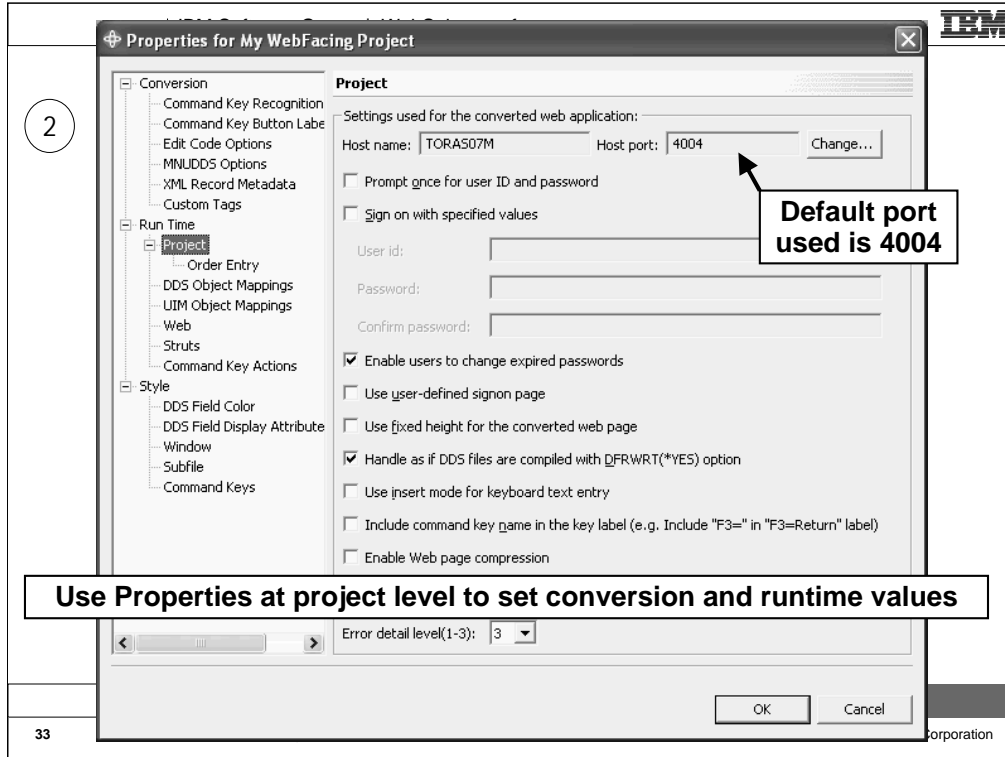 IBM
Properties for My WebFacing Project
2
Conversion
Command Key Recognition
Command Key Button Labe
Edit Code Options
MNUDDS Options
XML Record Metadata
Custom Tags
Run Time
Project
Order Entry
DDS Object Mappings
UIM Object Mappings
Web
Struts
Command Key Actions
Style
DDS Field Color
DDS Field Display Attribute
Window
Subfile
Command Keys
Project
Settings used for the converted web application:
Host name: TORAS07M Host port: 4004 Change...
Prompt once for user ID and password
Sign on with specified values
User id:
Password:
Confirm password:
Default port
used is 4004
Enable users to change expired passwords
Use user-defined signon page
Use fixed height for the converted web page
Handle as if DDS files are compiled with DFRWRT(*YES) option
Use insert mode for keyboard text entry
Include command key name in the key label (e.g. Include "F3=" in "F3=Return" label)
Enable Web page compression
Use Properties at project level to set conversion and runtime values
Error detail level(1-3): 3
OK Cancel
33
Corporation